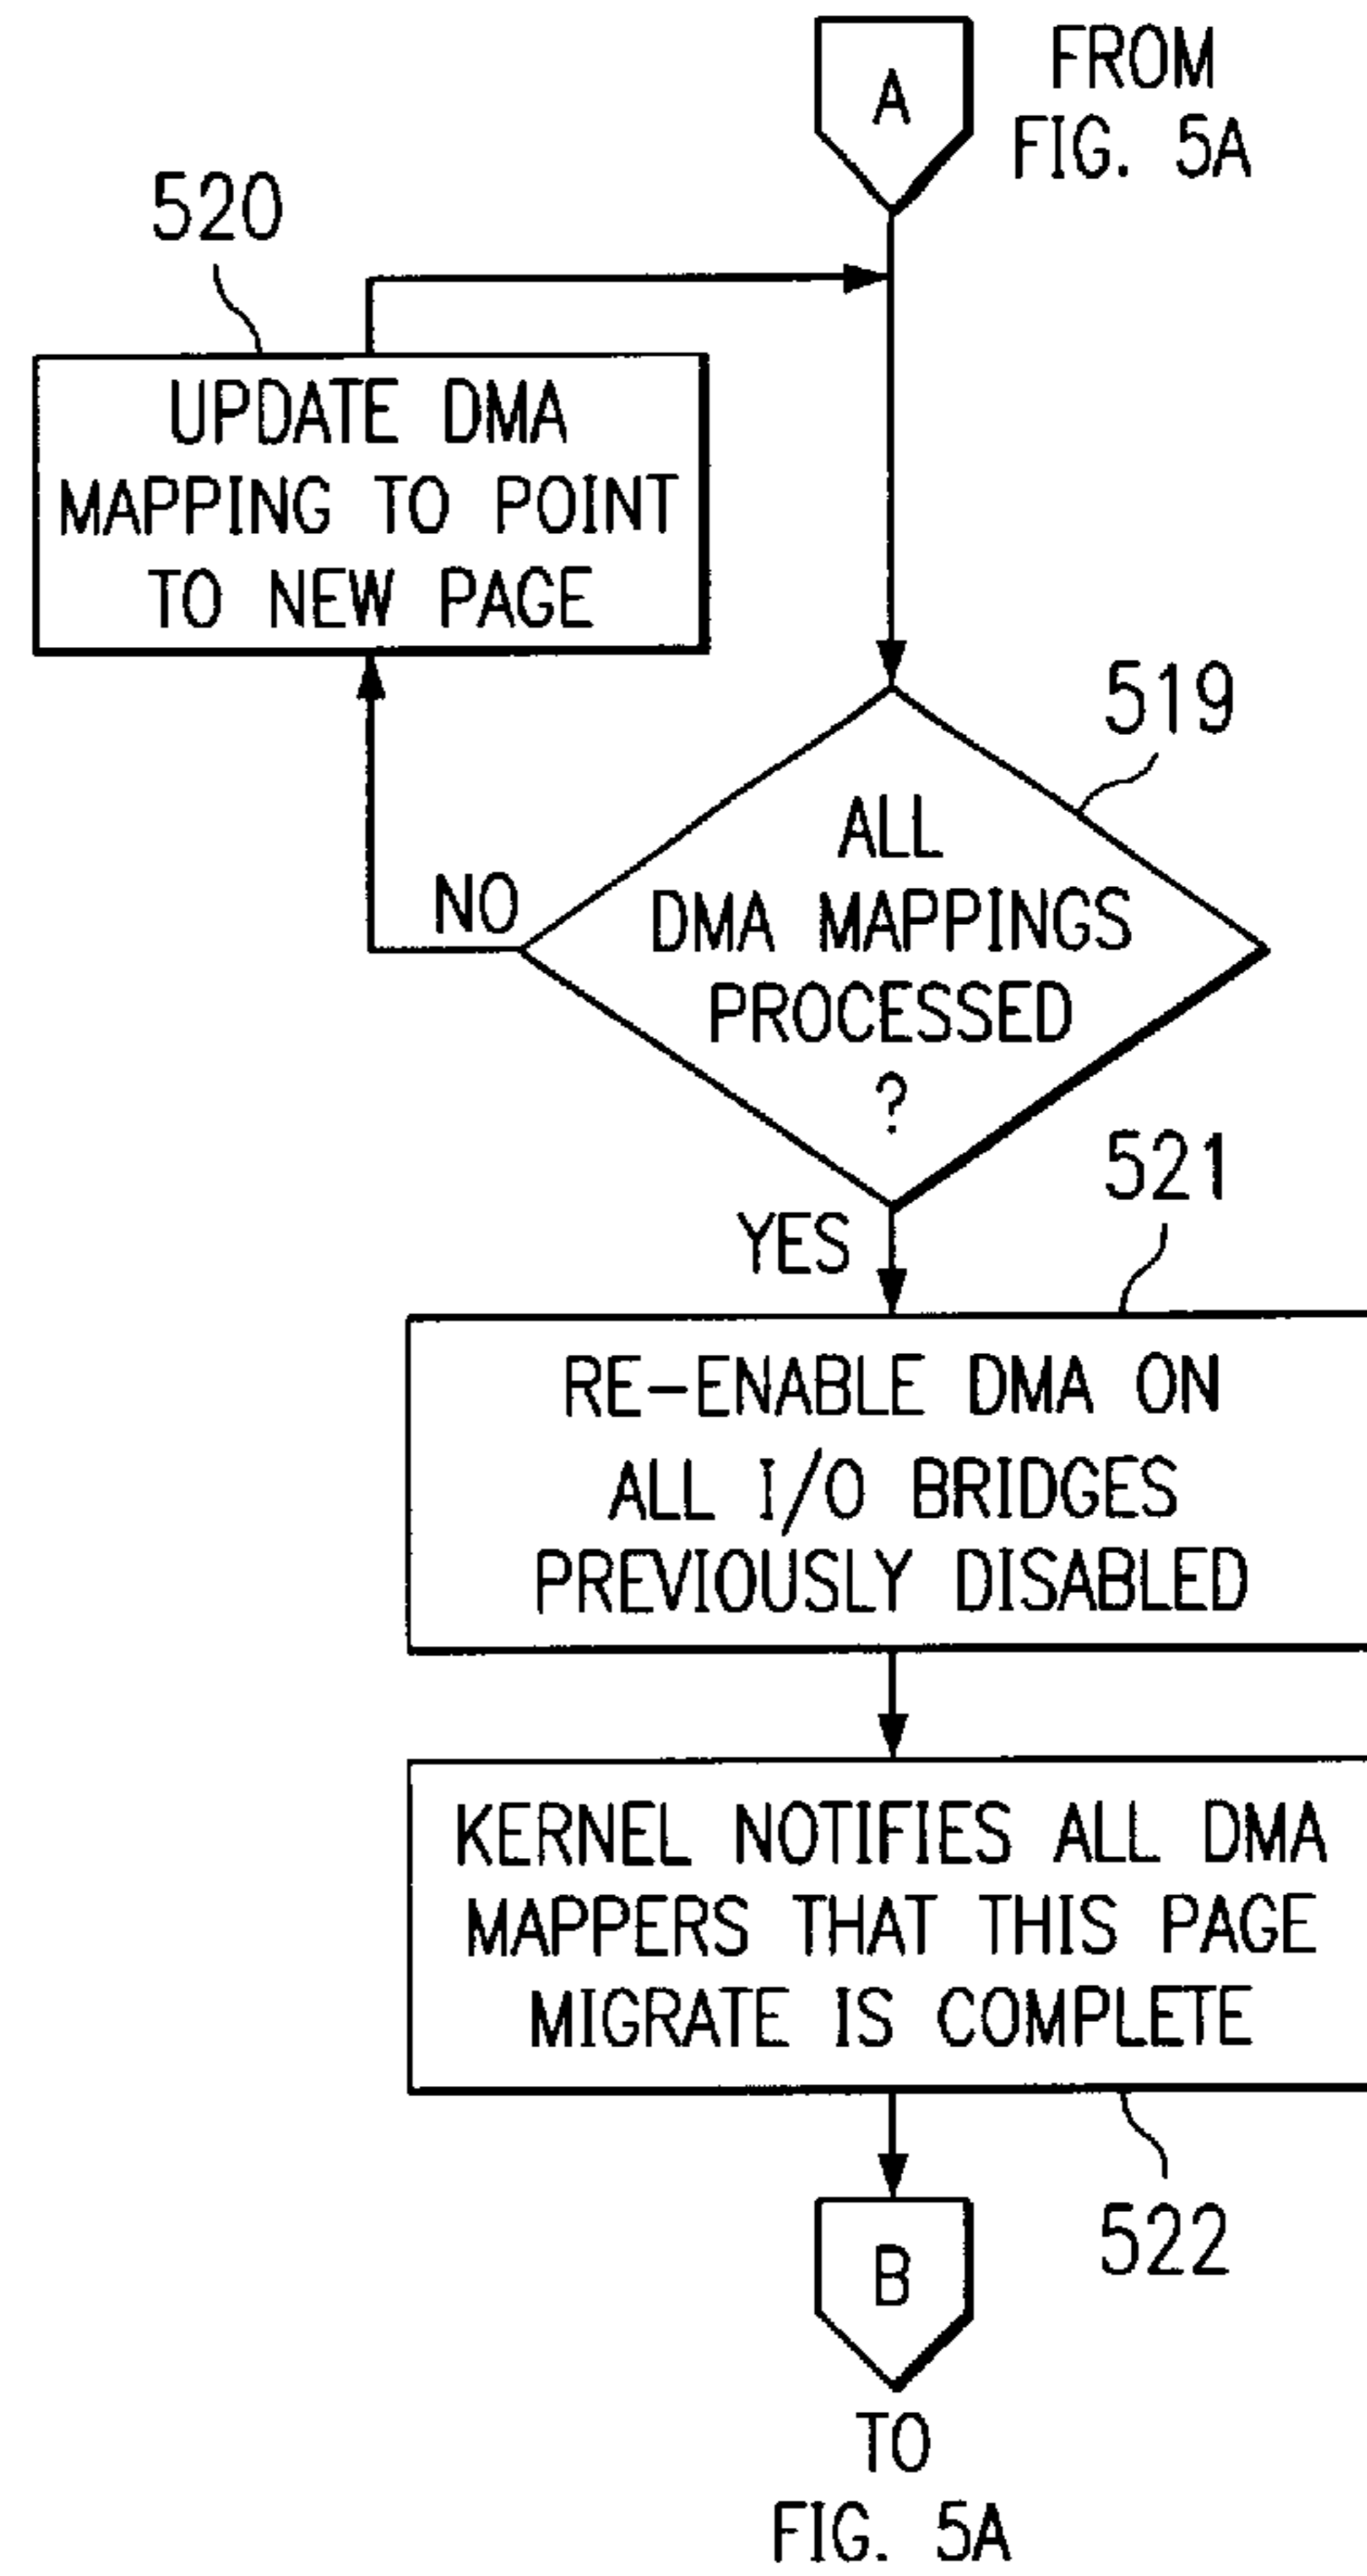 A
FROM
FIG. 5A
520
UPDATE DMA
MAPPING TO POINT
TO NEW PAGE
519
ALL
DMA MAPPINGS
PROCESSED
?
NO
YES
521
RE-ENABLE DMA ON
ALL I/O BRIDGES
PREVIOUSLY DISABLED
KERNEL NOTIFIES ALL DMA
MAPPERS THAT THIS PAGE
MIGRATE IS COMPLETE
522
B
TO
FIG. 5A